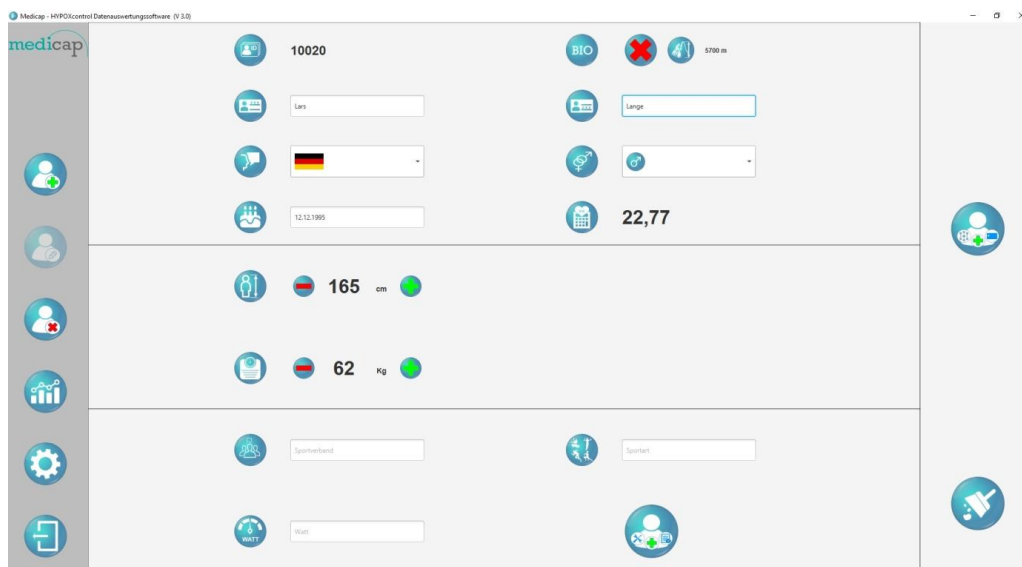 Medicap - HYPOXcontrol Datenauswertungssoftware (V 3.0)
medicap
10020
BIO
5700 m
Lars
Lange
12.12.1995
22,77
165 cm
62 Kg
Sportverband
Sportart
WATT
Watt